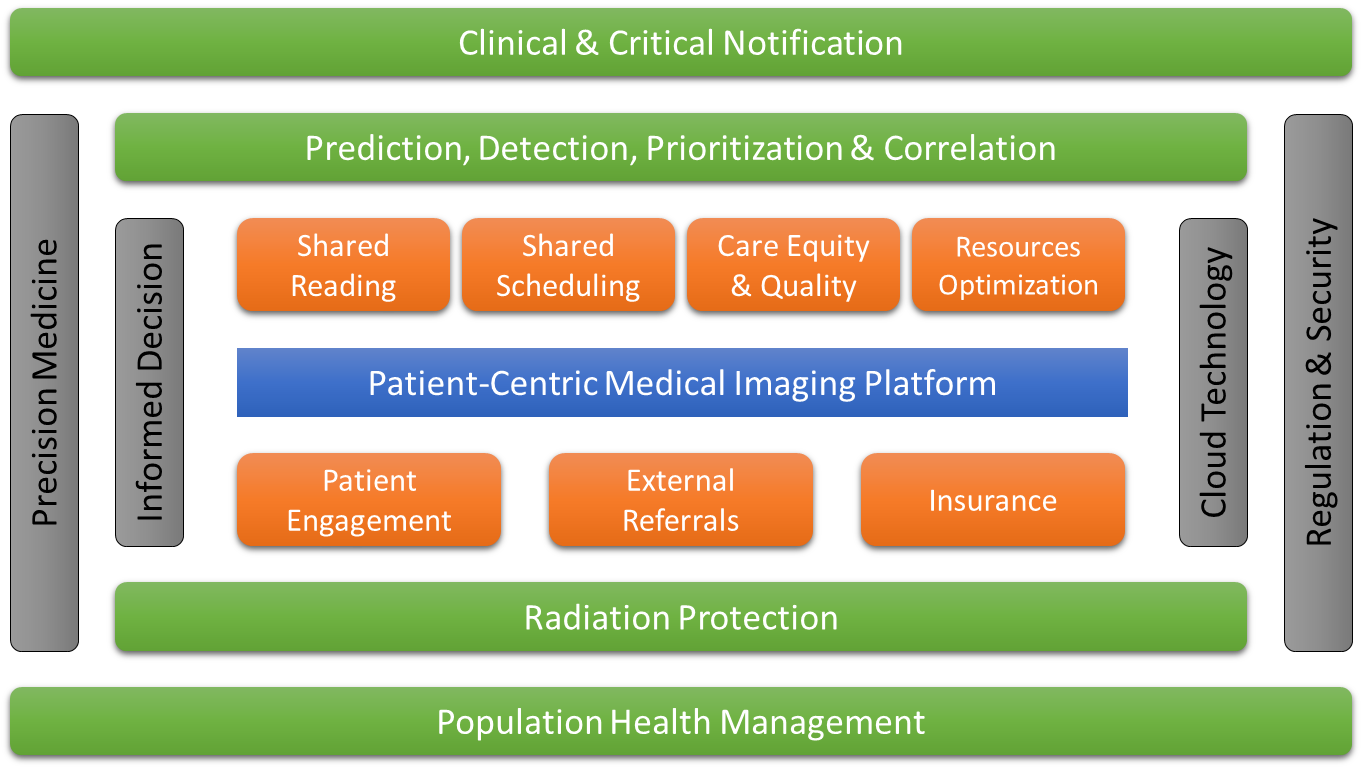 Clinical & Critical Notification
Prediction, Detection, Prioritization & Correlation
Precision Medicine
Informed Decision
Shared
Reading
Shared
Scheduling
Care Equity
& Quality
Resources
Optimization
Cloud Technology
Regulation & Security
Patient-Centric Medical Imaging Platform
Patient
Engagement
External
Referrals
Insurance
Radiation Protection
Population Health Management